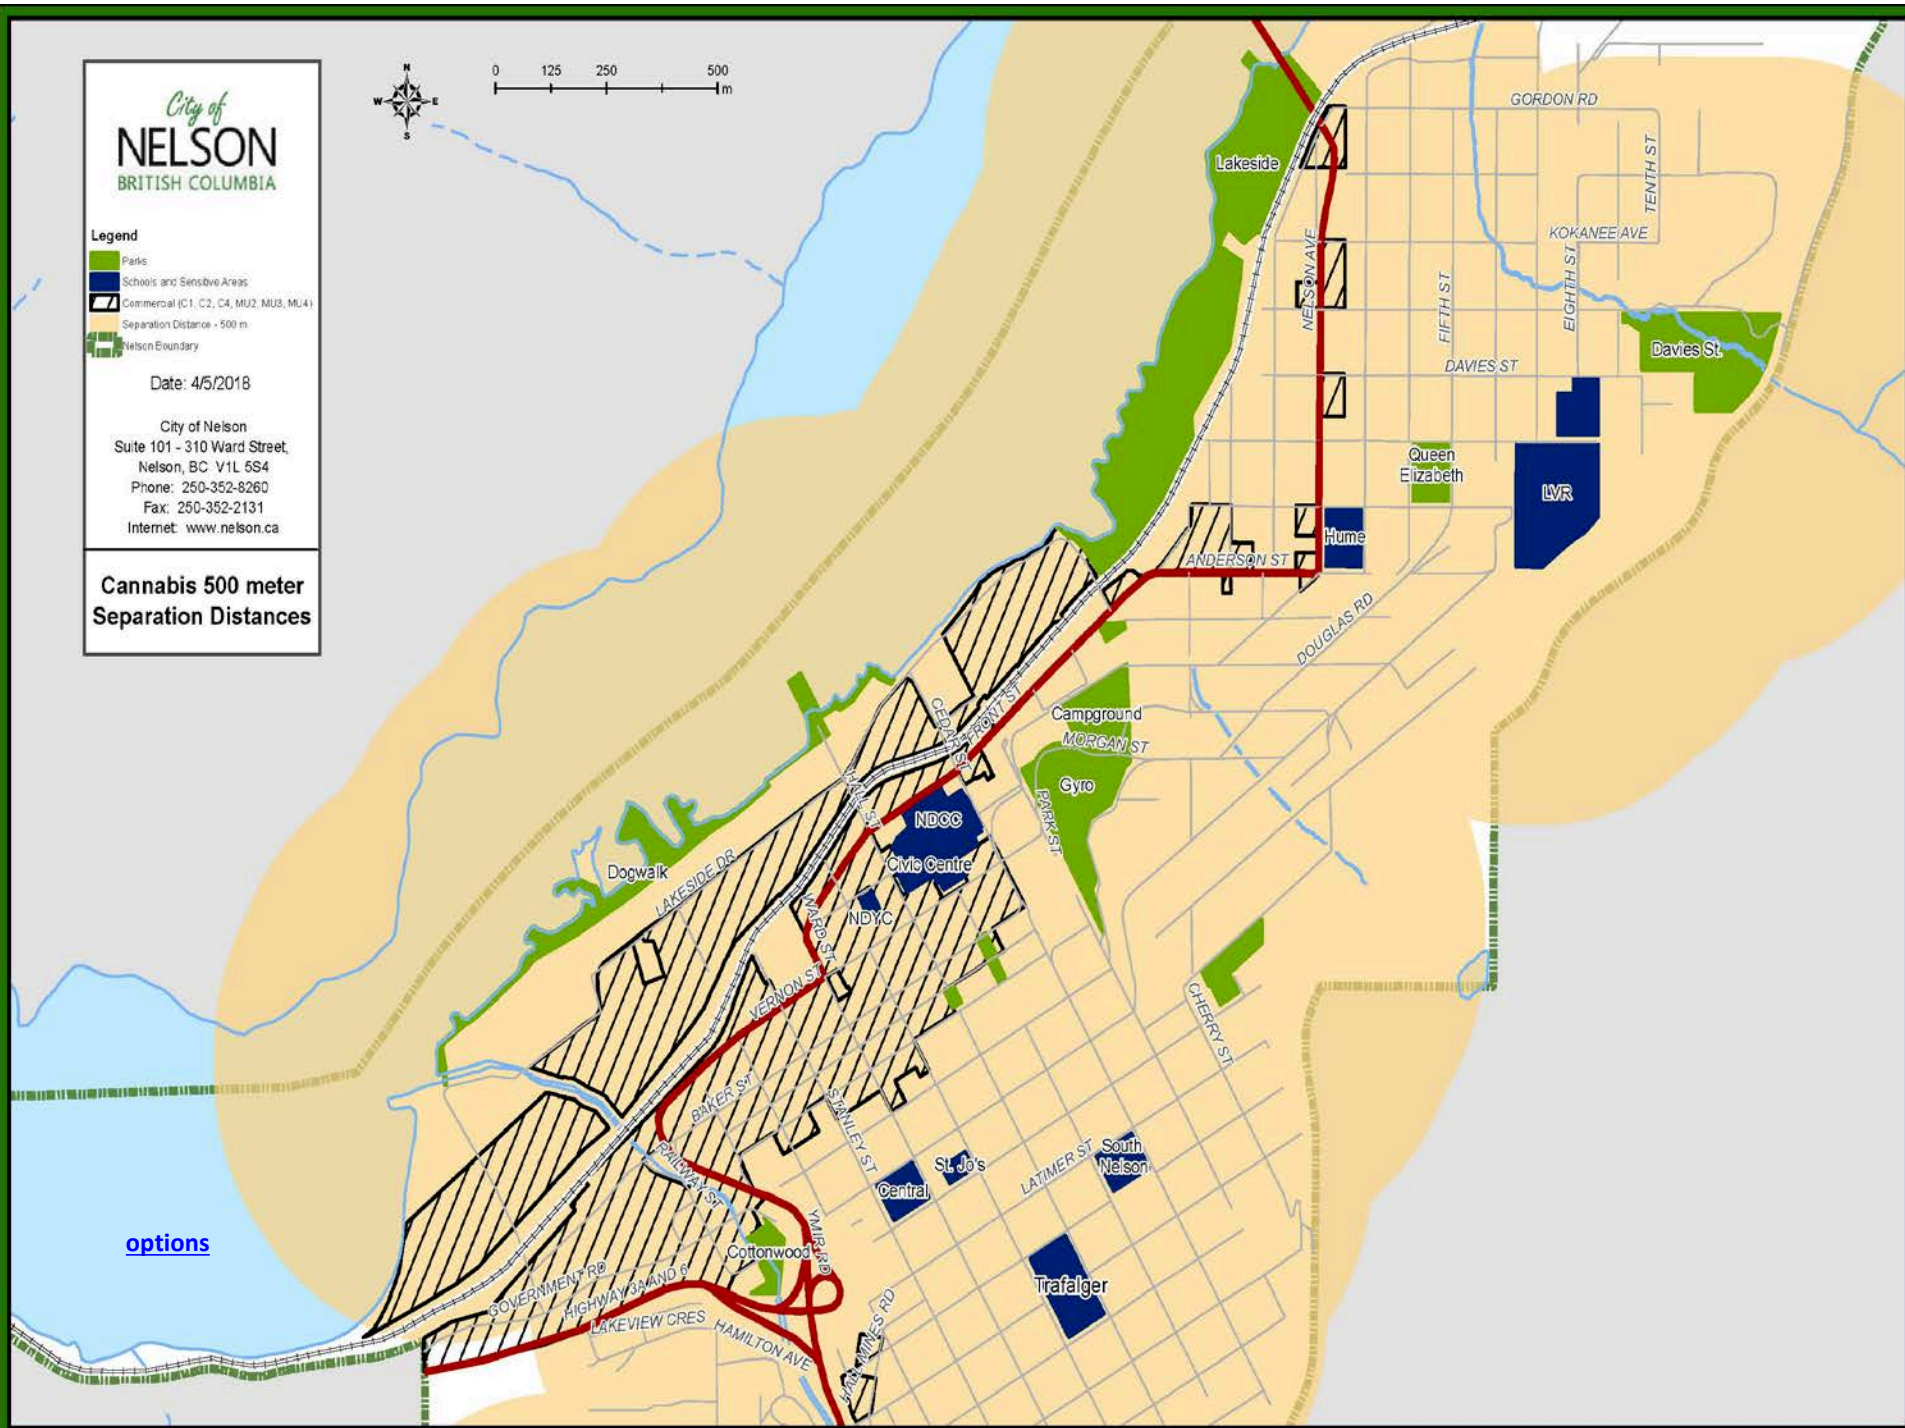 City of
NELSON
BRITISH COLUMBIA
Legend
Parks
Schools and Sensitive Areas
Commercial (C1, C2, C4, MU2, MU3, MU4)
Separation Distance - 500 m
Nelson Boundary
Date: 4/5/2018
City of Nelson
Suite 101 - 310 Ward Street,
Nelson, BC V1L 5S4
Phone: 250-352-8260
Fax: 250-352-2131
Internet: www.nelson.ca
Cannabis 500 meter
Separation Distances
N
W E
S
0 125 250 500
m
GORDON RD
TENTH ST
Lakeside
KOKANEE AVE
NELSON AVE
FIFTH ST
EIGHTH ST
Davies St.
DAVIES ST
Queen
Elizabeth
LVR
Hume
ANDERSON ST
DOUGLAS RD
Campground
MORGAN ST
CEDAR ST
FRONT ST
Gyro
PARK ST
HALL ST
NDCC
Civic Centre
Dogwalk
LAKESIDE DR
NDYC
WARD ST
VERNON ST
CHERRY ST
BAKER ST
STANLEY ST
RAILWAY ST
St. Jo's
LATIMER ST
South
Nelson
Central
options
Cottonwood
YMIR RD
Trafalger
GOVERNMENT RD
HIGHWAY 3A AND 6
LAKEVIEW CRES
HAMILTON AVE
HALL MINES RD